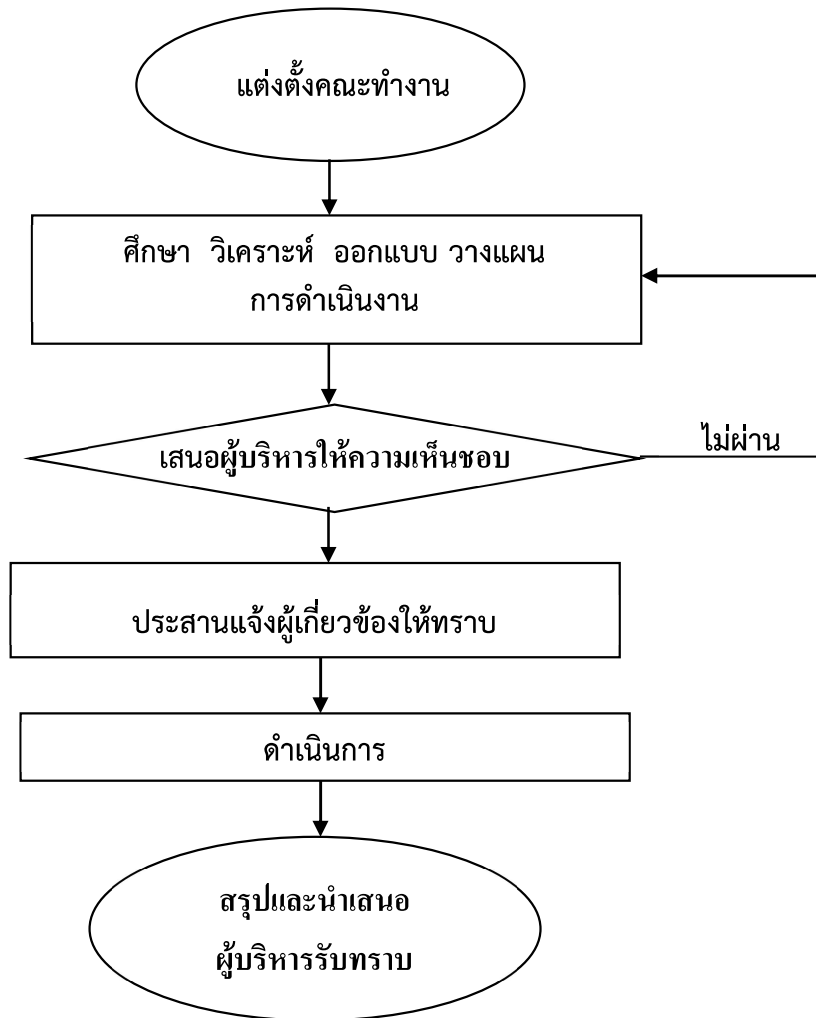 แต่งตั้งคณะทำงาน
ศึกษา วิเคราะห์ ออกแบบ วางแผน
การดำเนินงาน
เสนอผู้บริหารให้ความเห็นชอบ
ไม่ผ่าน
ประสานแจ้งผู้เกี่ยวข้องให้ทราบ
ดำเนินการ
สรุปและนำเสนอ
ผู้บริหารรับทราบ